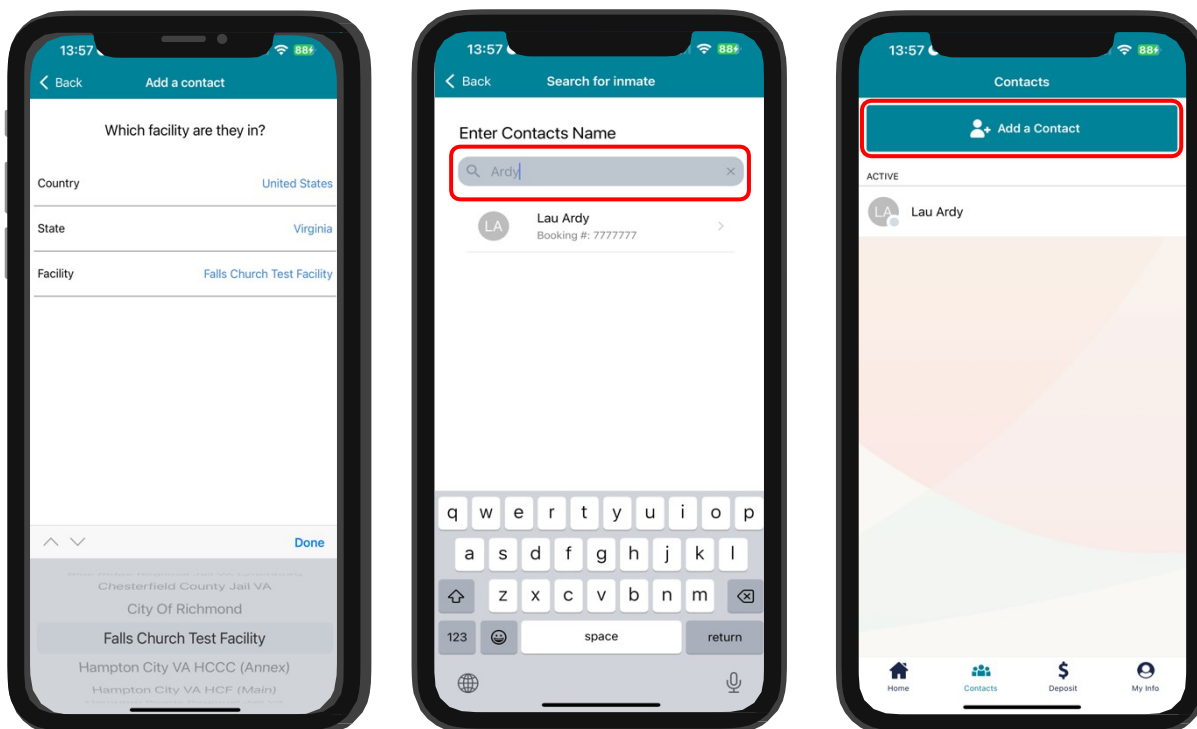 13:57
88
Back
Add a contact
Which facility are they in?
Country United States
State Virginia
Facility Falls Church Test Facility
Done
Chesterfield County Jail VA
City Of Richmond
Falls Church Test Facility
Hampton City VA HCCC (Annex)
Hampton City VA HCF (Main)
13:57
88
Back
Search for inmate
Enter Contacts Name
Ardy
LA
Lau Ardy
Booking #: 7777777
q w e r t y u i o p
a s d f g h j k l
z x c v b n m
123 space return
13:57
88
Contacts
Add a Contact
ACTIVE
LA Lau Ardy
Home Contacts Deposit My Info